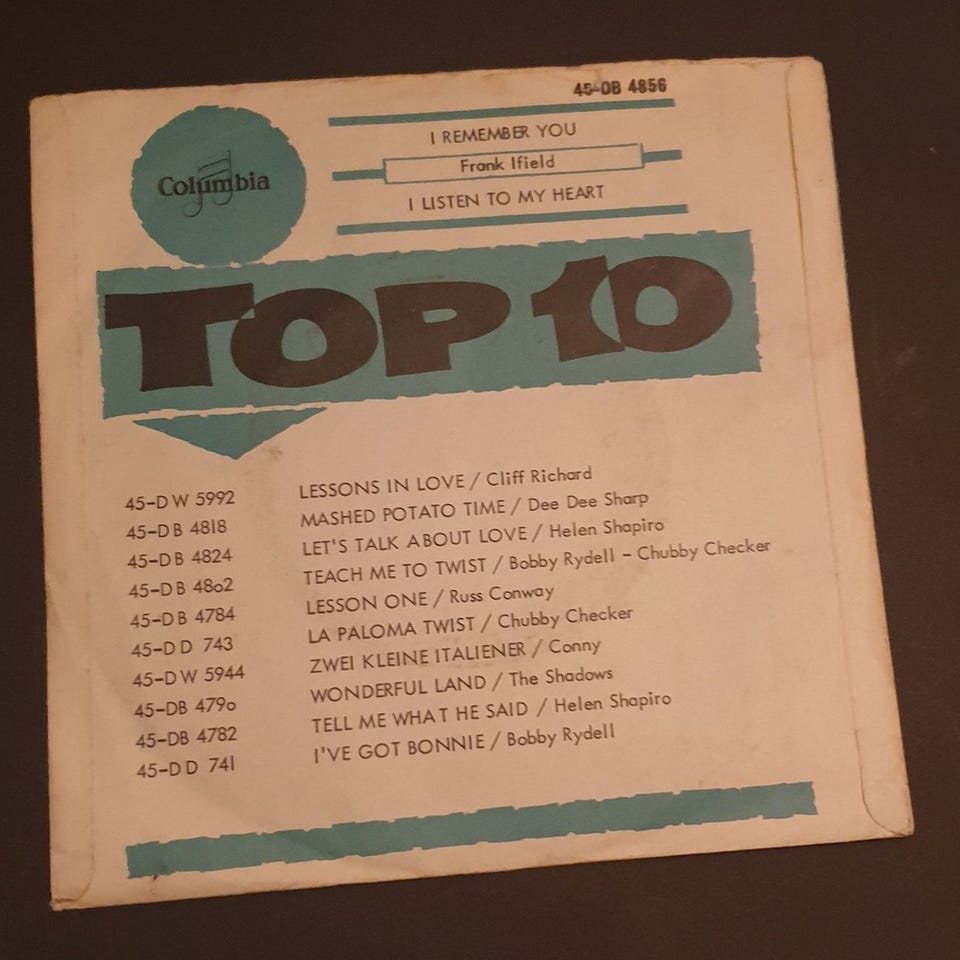 45-DB 4856
I REMEMBER YOU
Columbia
Frank Ifield
I LISTEN TO MY HEART
TOP 10
45-DW 5992 LESSONS IN LOVE / Cliff Richard
45-DB 4818 MASHED POTATO TIME / Dee Dee Sharp
45-DB 4824 LET'S TALK ABOUT LOVE / Helen Shapiro
45-DB 4802 TEACH ME TO TWIST / Bobby Rydell - Chubby Checker
45-DB 4784 LESSON ONE / Russ Conway
45-DD 743 LA PALOMA TWIST / Chubby Checker
45-DW 5944 ZWEI KLEINE ITALIENER / Conny
45-DB 4790 WONDERFUL LAND / The Shadows
45-DB 4782 TELL ME WHAT HE SAID / Helen Shapiro
45-DD 741 I'VE GOT BONNIE / Bobby Rydell